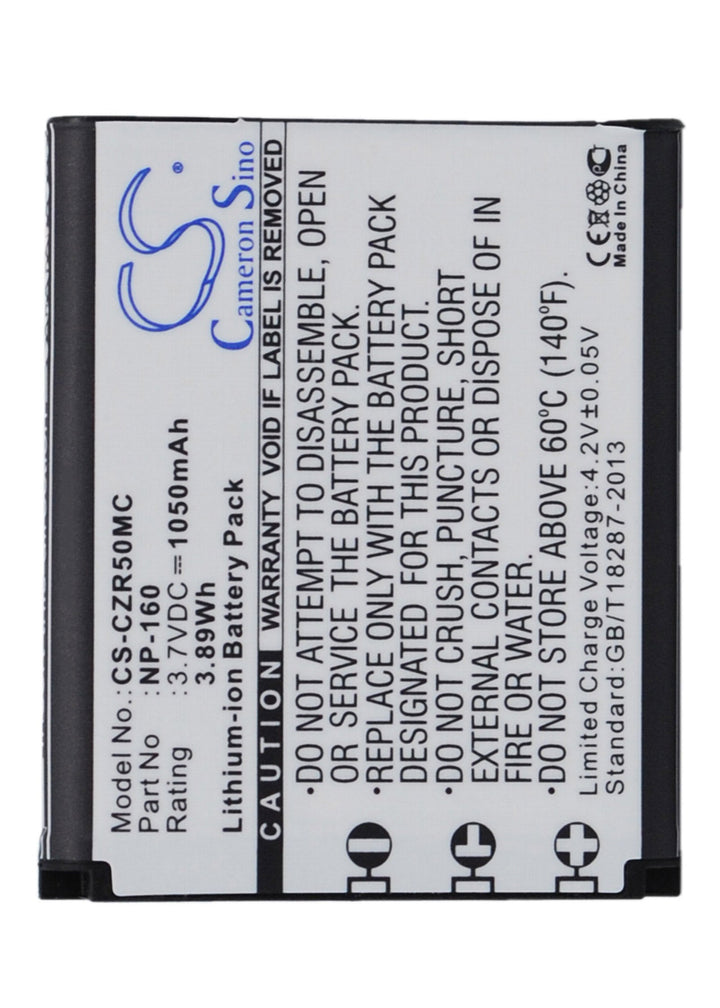 CS®
Cameron Sino
Model No.: CS-CZR50MC
Part No : NP-160
Rating : 3.7VDC⎓1050mAh
3.89Wh
Lithium-ion Battery Pack
CAUTION WARRANTY VOID IF LABEL IS REMOVED
•DO NOT ATTEMPT TO DISASSEMBLE, OPEN
OR SERVICE THE BATTERY PACK.
•REPLACE ONLY WITH THE BATTERY PACK
DESIGNATED FOR THIS PRODUCT.
•DO NOT CRUSH, PUNCTURE, SHORT
EXTERNAL CONTACTS OR DISPOSE OF IN
FIRE OR WATER.
•DO NOT STORE ABOVE 60°C (140°F).
Limited Charge Voltage:4.2V±0.05V
Standard:GB/T18287-2013
CE
Made In China